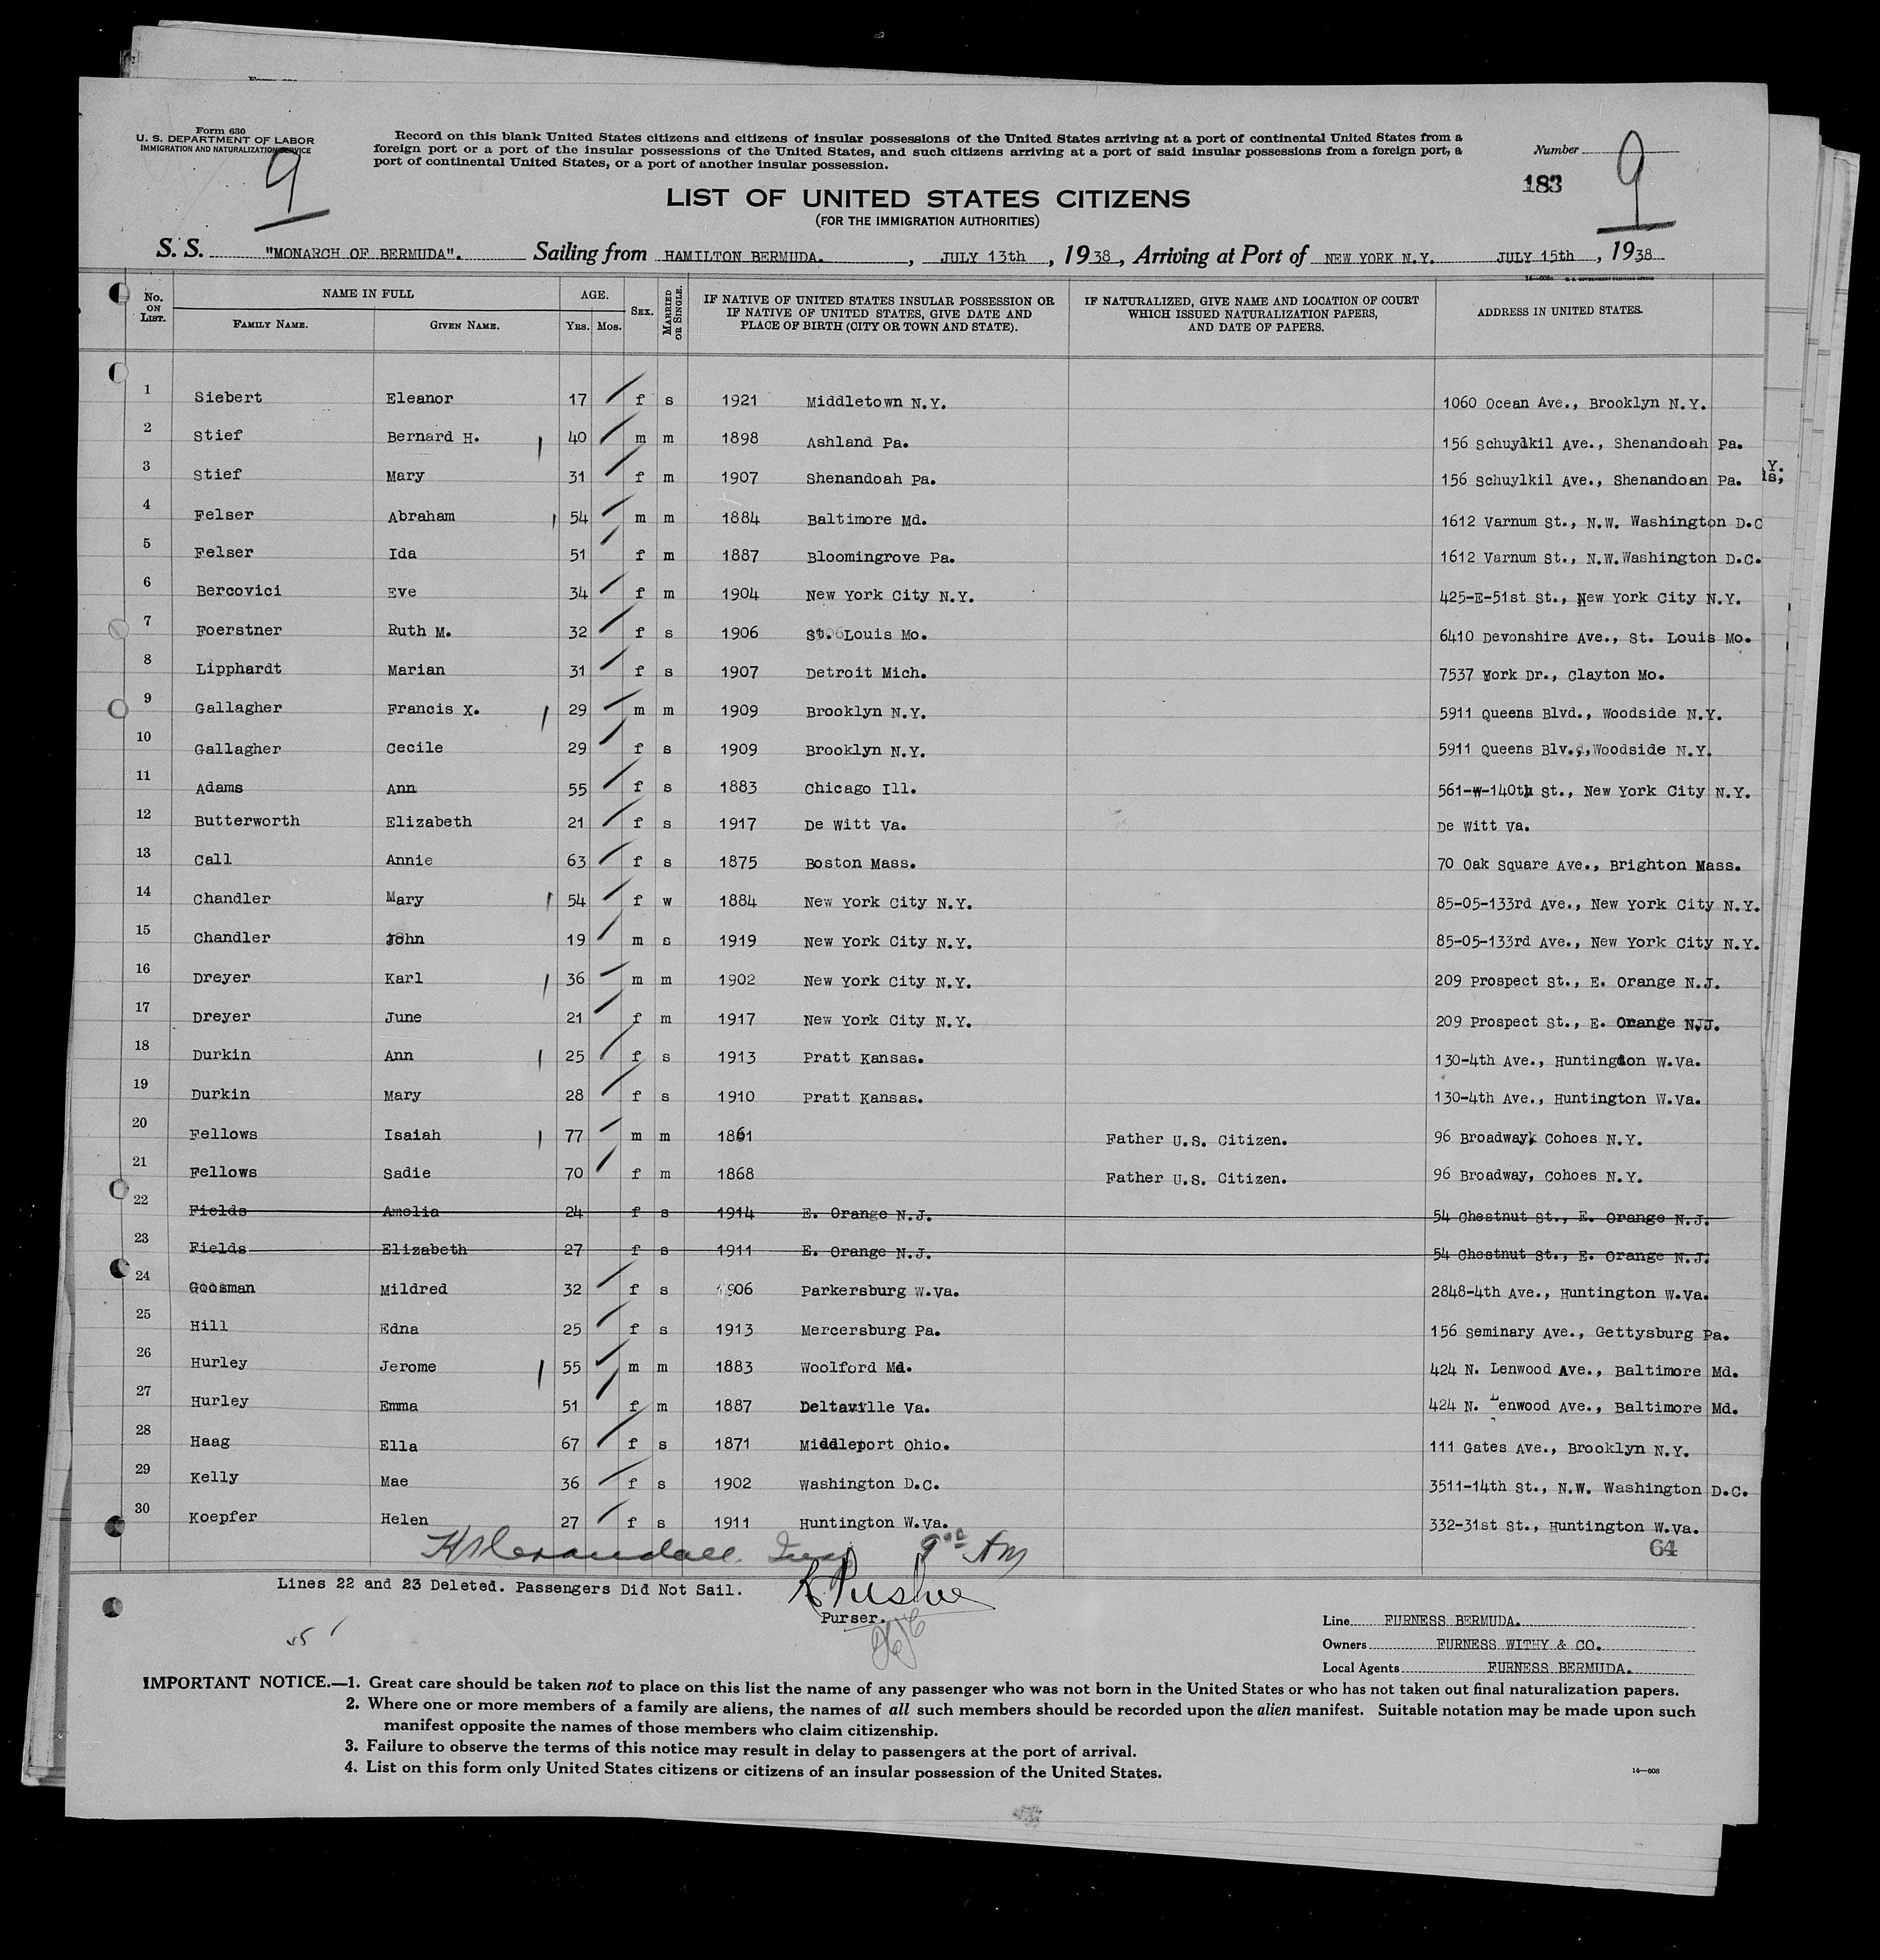 Form 630
U. S. DEPARTMENT OF LABOR
IMMIGRATION AND NATURALIZATION SERVICE
9
Record on this blank United States citizens and citizens of insular possessions of the United States arriving at a port of continental United States from a
foreign port or a port of the insular possessions of the United States, and such citizens arriving at a port of said insular possessions from a foreign port, a
port of continental United States, or a port of another insular possession.
Number
183 9
LIST OF UNITED STATES CITIZENS
(FOR THE IMMIGRATION AUTHORITIES)
S. S. "MONARCH OF BERMUDA". Sailing from HAMILTON BERMUDA. , JULY 13th , 1938, Arriving at Port of NEW YORK N.Y. JULY 15th , 1938
No. ON LIST. NAME IN FULL FAMILY NAME. GIVEN NAME. AGE. YRS. MOS. SEX. MARRIED OR SINGLE. IF NATIVE OF UNITED STATES INSULAR POSSESSION OR IF NATIVE OF UNITED STATES, GIVE DATE AND PLACE OF BIRTH (CITY OR TOWN AND STATE). IF NATURALIZED, GIVE NAME AND LOCATION OF COURT WHICH ISSUED NATURALIZATION PAPERS, AND DATE OF PAPERS. ADDRESS IN UNITED STATES.
1 Siebert Eleanor 17 f s 1921 Middletown N.Y. 1060 Ocean Ave., Brooklyn N.Y.
2 Stief Bernard H. 40 m m 1898 Ashland Pa. 156 Schuylkil Ave., Shenandoah Pa.
3 Stief Mary 31 f m 1907 Shenandoah Pa. 156 Schuylkil Ave., Shenandoan Pa.
4 Felser Abraham 54 m m 1884 Baltimore Md. 1612 Varnum St., N.W. Washington D.C
5 Felser Ida 51 f m 1887 Bloomingrove Pa. 1612 Varnum St., N.W.Washington D.C.
6 Bercovici Eve 34 f m 1904 New York City N.Y. 425-E-51st St., New York City N.Y.
7 Foerstner Ruth M. 32 f s 1906 St. Louis Mo. 6410 Devonshire Ave., St. Louis Mo.
8 Lipphardt Marian 31 f s 1907 Detroit Mich. 7537 York Dr., Clayton Mo.
9 Gallagher Francis X. 29 m m 1909 Brooklyn N.Y. 5911 Queens Blvd., Woodside N.Y.
10 Gallagher Cecile 29 f s 1909 Brooklyn N.Y. 5911 Queens Blv.,,Woodside N.Y.
11 Adams Ann 55 f s 1883 Chicago Ill. 561-W-140th St., New York City N.Y.
12 Butterworth Elizabeth 21 f s 1917 De Witt Va. De Witt Va.
13 Call Annie 63 f s 1875 Boston Mass. 70 Oak Square Ave., Brighton Mass.
14 Chandler Mary 54 f w 1884 New York City N.Y. 85-05-133rd Ave., New York City N.Y.
15 Chandler John 19 m s 1919 New York City N.Y. 85-05-133rd Ave., New York City N.Y.
16 Dreyer Karl 36 m m 1902 New York City N.Y. 209 Prospect St., E. Orange N.J.
17 Dreyer June 21 f m 1917 New York City N.Y. 209 Prospect St., E. Orange N.J.
18 Durkin Ann 25 f s 1913 Pratt Kansas. 130-4th Ave., Huntington W.Va.
19 Durkin Mary 28 f s 1910 Pratt Kansas. 130-4th Ave., Huntington W.Va.
20 Fellows Isaiah 77 m m 1861 Father U.S. Citizen. 96 Broadway, Cohoes N.Y.
21 Fellows Sadie 70 f m 1868 Father U.S. Citizen. 96 Broadway, Cohoes N.Y.
22 Fields Amelia 24 f s 1914 E. Orange N.J. 54 Chestnut St., E. Orange N.J.
23 Fields Elizabeth 27 f s 1911 E. Orange N.J. 54 Chestnut St., E. Orange N.J.
24 Goosman Mildred 32 f s 1906 Parkersburg W.Va. 2848-4th Ave., Huntington W.Va.
25 Hill Edna 25 f s 1913 Mercersburg Pa. 156 Seminary Ave., Gettysburg Pa.
26 Hurley Jerome 55 m m 1883 Woolford Md. 424 N. Lenwood Ave., Baltimore Md.
27 Hurley Emma 51 f m 1887 Deltaville Va. 424 N. Lenwood Ave., Baltimore Md.
28 Haag Ella 67 f s 1871 Middleport Ohio. 111 Gates Ave., Brooklyn N.Y.
29 Kelly Mae 36 f s 1902 Washington D.C. 3511-14th St., N.W. Washington D.C.
30 Koepfer Helen 27 f s 1911 Huntington W.Va. 332-31st St., Huntington W.Va.
9 00 AM
64
Lines 22 and 23 Deleted. Passengers Did Not Sail.
Purser.
Line FURNESS BERMUDA.
Owners FURNESS WITHY & CO.
Local Agents FURNESS BERMUDA.
IMPORTANT NOTICE.—1. Great care should be taken not to place on this list the name of any passenger who was not born in the United States or who has not taken out final naturalization papers.
2. Where one or more members of a family are aliens, the names of all such members should be recorded upon the alien manifest. Suitable notation may be made upon such
manifest opposite the names of those members who claim citizenship.
3. Failure to observe the terms of this notice may result in delay to passengers at the port of arrival.
4. List on this form only United States citizens or citizens of an insular possession of the United States.
14—608